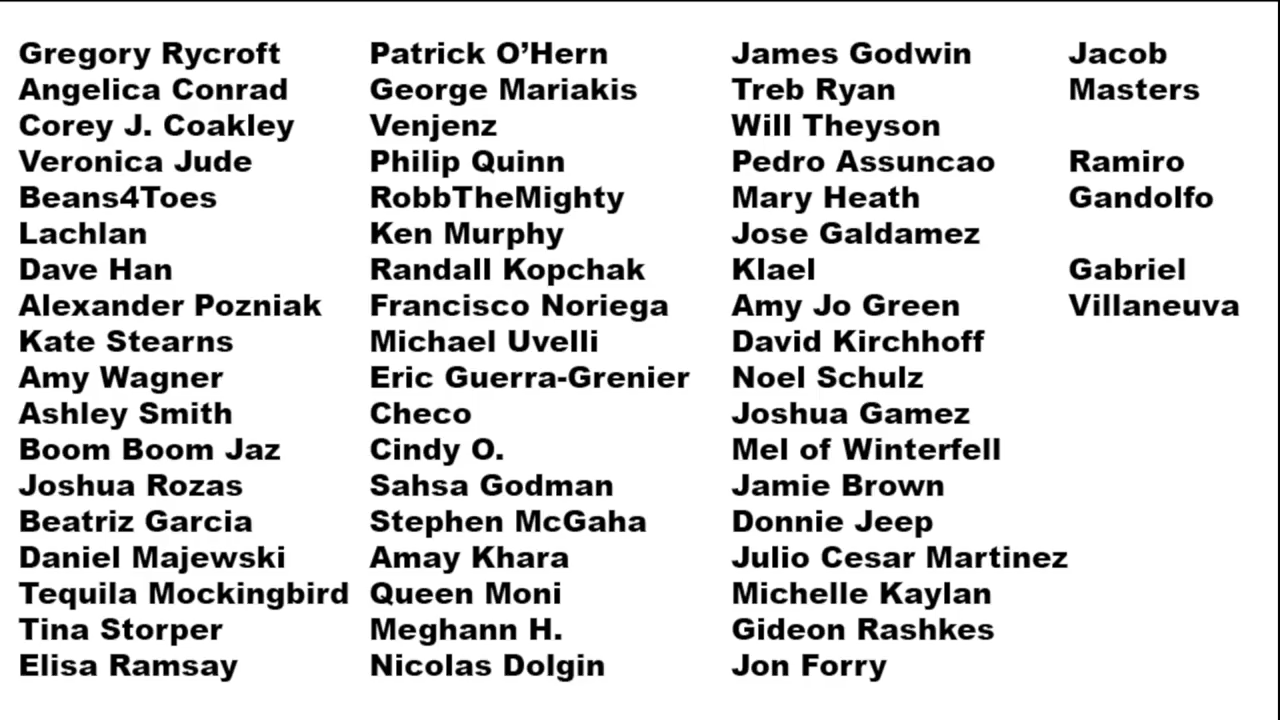 Gregory Rycroft
Angelica Conrad
Corey J. Coakley
Veronica Jude
Beans4Toes
Lachlan
Dave Han
Alexander Pozniak
Kate Stearns
Amy Wagner
Ashley Smith
Boom Boom Jaz
Joshua Rozas
Beatriz Garcia
Daniel Majewski
Tequila Mockingbird
Tina Storper
Elisa Ramsay
Patrick O’Hern
George Mariakis
Venjenz
Philip Quinn
RobbTheMighty
Ken Murphy
Randall Kopchak
Francisco Noriega
Michael Uvelli
Eric Guerra-Grenier
Checo
Cindy O.
Sahsa Godman
Stephen McGaha
Amay Khara
Queen Moni
Meghann H.
Nicolas Dolgin
James Godwin
Treb Ryan
Will Theyson
Pedro Assuncao
Mary Heath
Jose Galdamez
Klael
Amy Jo Green
David Kirchhoff
Noel Schulz
Joshua Gamez
Mel of Winterfell
Jamie Brown
Donnie Jeep
Julio Cesar Martinez
Michelle Kaylan
Gideon Rashkes
Jon Forry
Jacob
Masters
Ramiro
Gandolfo
Gabriel
Villaneuva